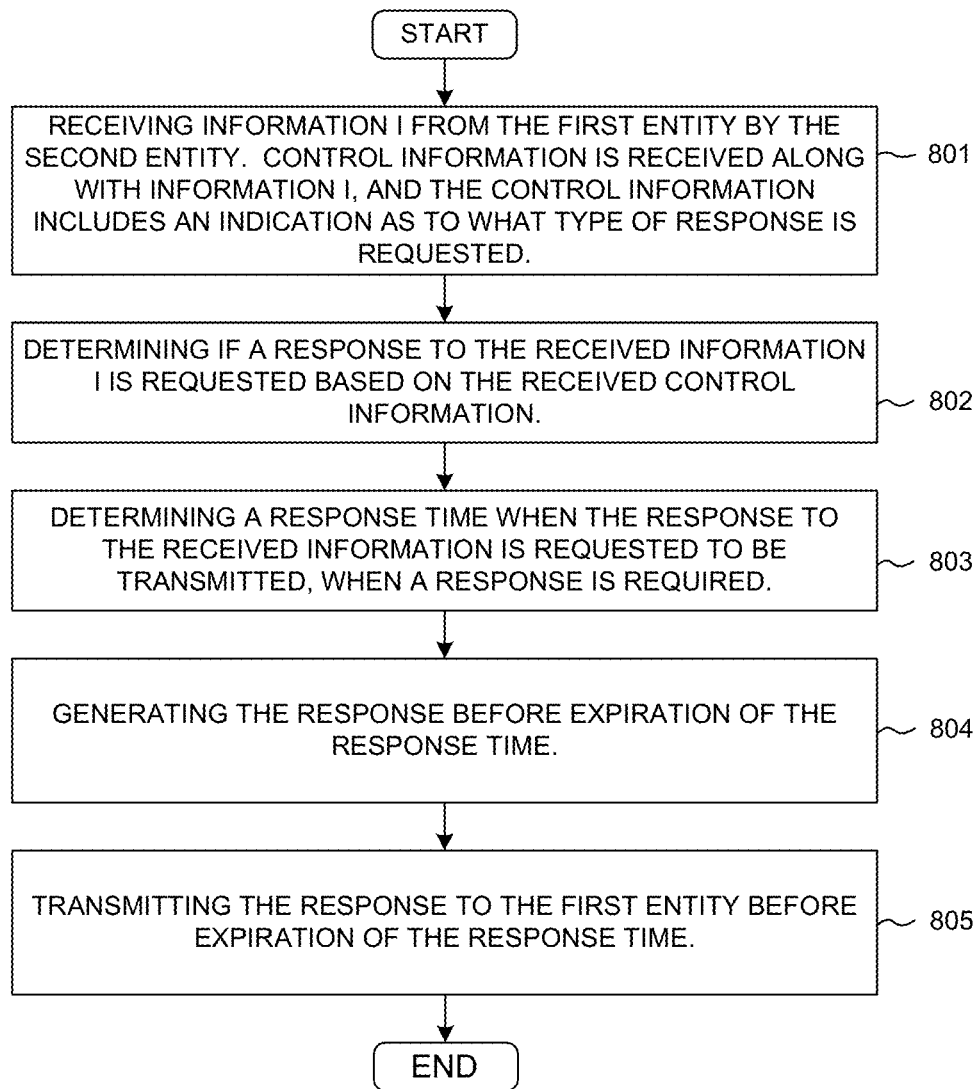 START
RECEIVING INFORMATION I FROM THE FIRST ENTITY BY THE
SECOND ENTITY. CONTROL INFORMATION IS RECEIVED ALONG
WITH INFORMATION I, AND THE CONTROL INFORMATION
INCLUDES AN INDICATION AS TO WHAT TYPE OF RESPONSE IS
REQUESTED.
801
DETERMINING IF A RESPONSE TO THE RECEIVED INFORMATION
I IS REQUESTED BASED ON THE RECEIVED CONTROL
INFORMATION.
802
DETERMINING A RESPONSE TIME WHEN THE RESPONSE TO
THE RECEIVED INFORMATION IS REQUESTED TO BE
TRANSMITTED, WHEN A RESPONSE IS REQUIRED.
803
GENERATING THE RESPONSE BEFORE EXPIRATION OF THE
RESPONSE TIME.
804
TRANSMITTING THE RESPONSE TO THE FIRST ENTITY BEFORE
EXPIRATION OF THE RESPONSE TIME.
805
END